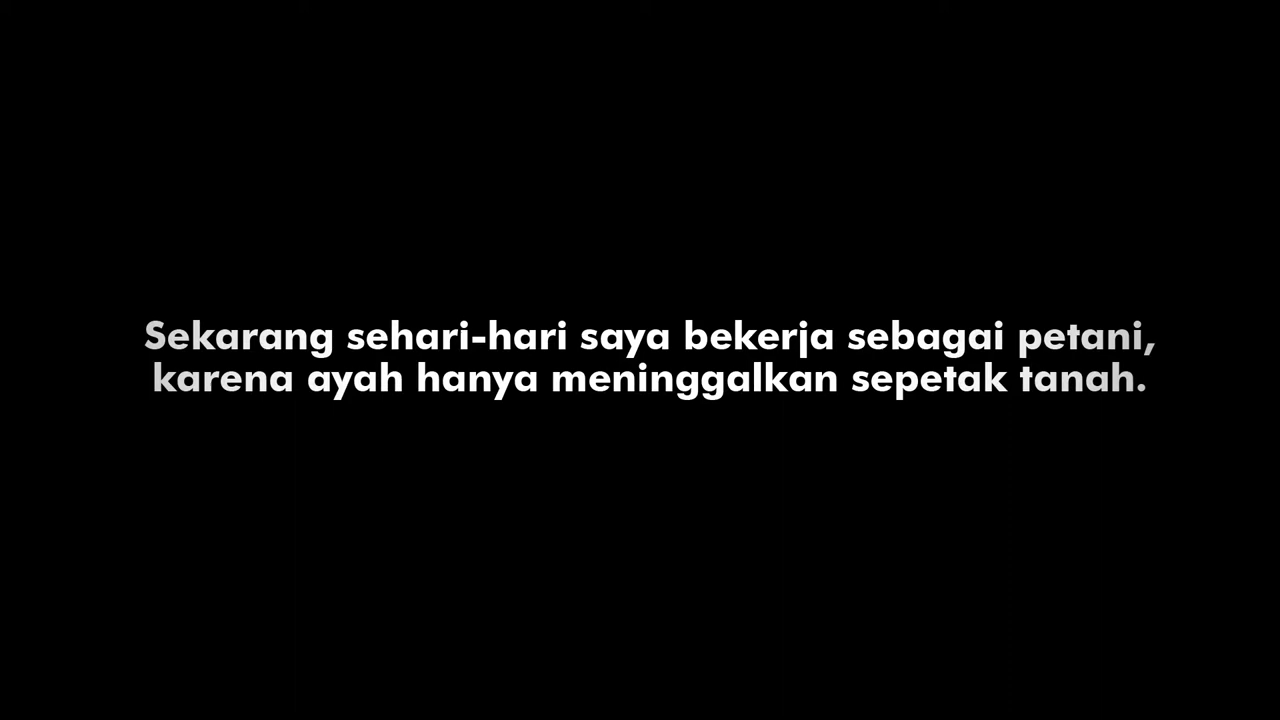 Sekarang sehari-hari saya bekerja sebagai petani,
karena ayah hanya meninggalkan sepetak tanah.